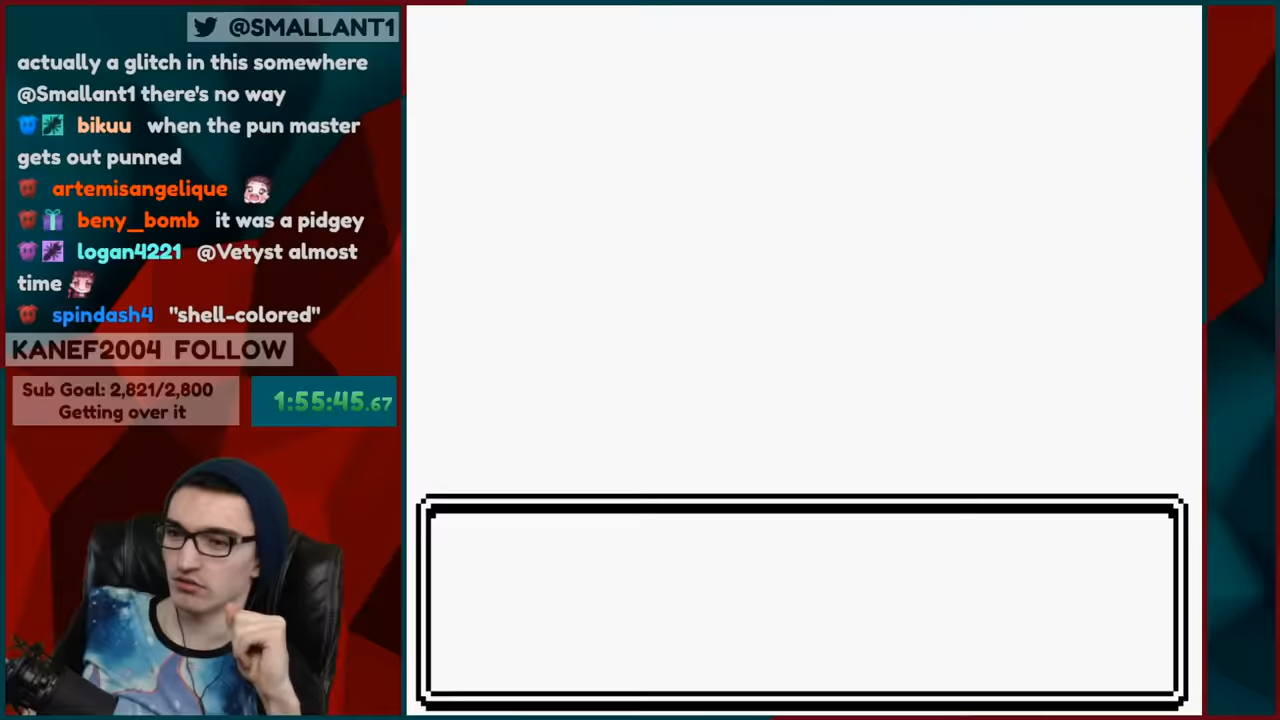 @SMALLANT1
actually a glitch in this somewhere
@Smallant1 there's no way
bikuu when the pun master
gets out punned
artemisangelique
beny_bomb it was a pidgey
logan4221 @Vetyst almost
time
spindash4 "shell-colored"
KANEF2004 FOLLOW
Sub Goal: 2,821/2,800
Getting over it
1:55:45.67